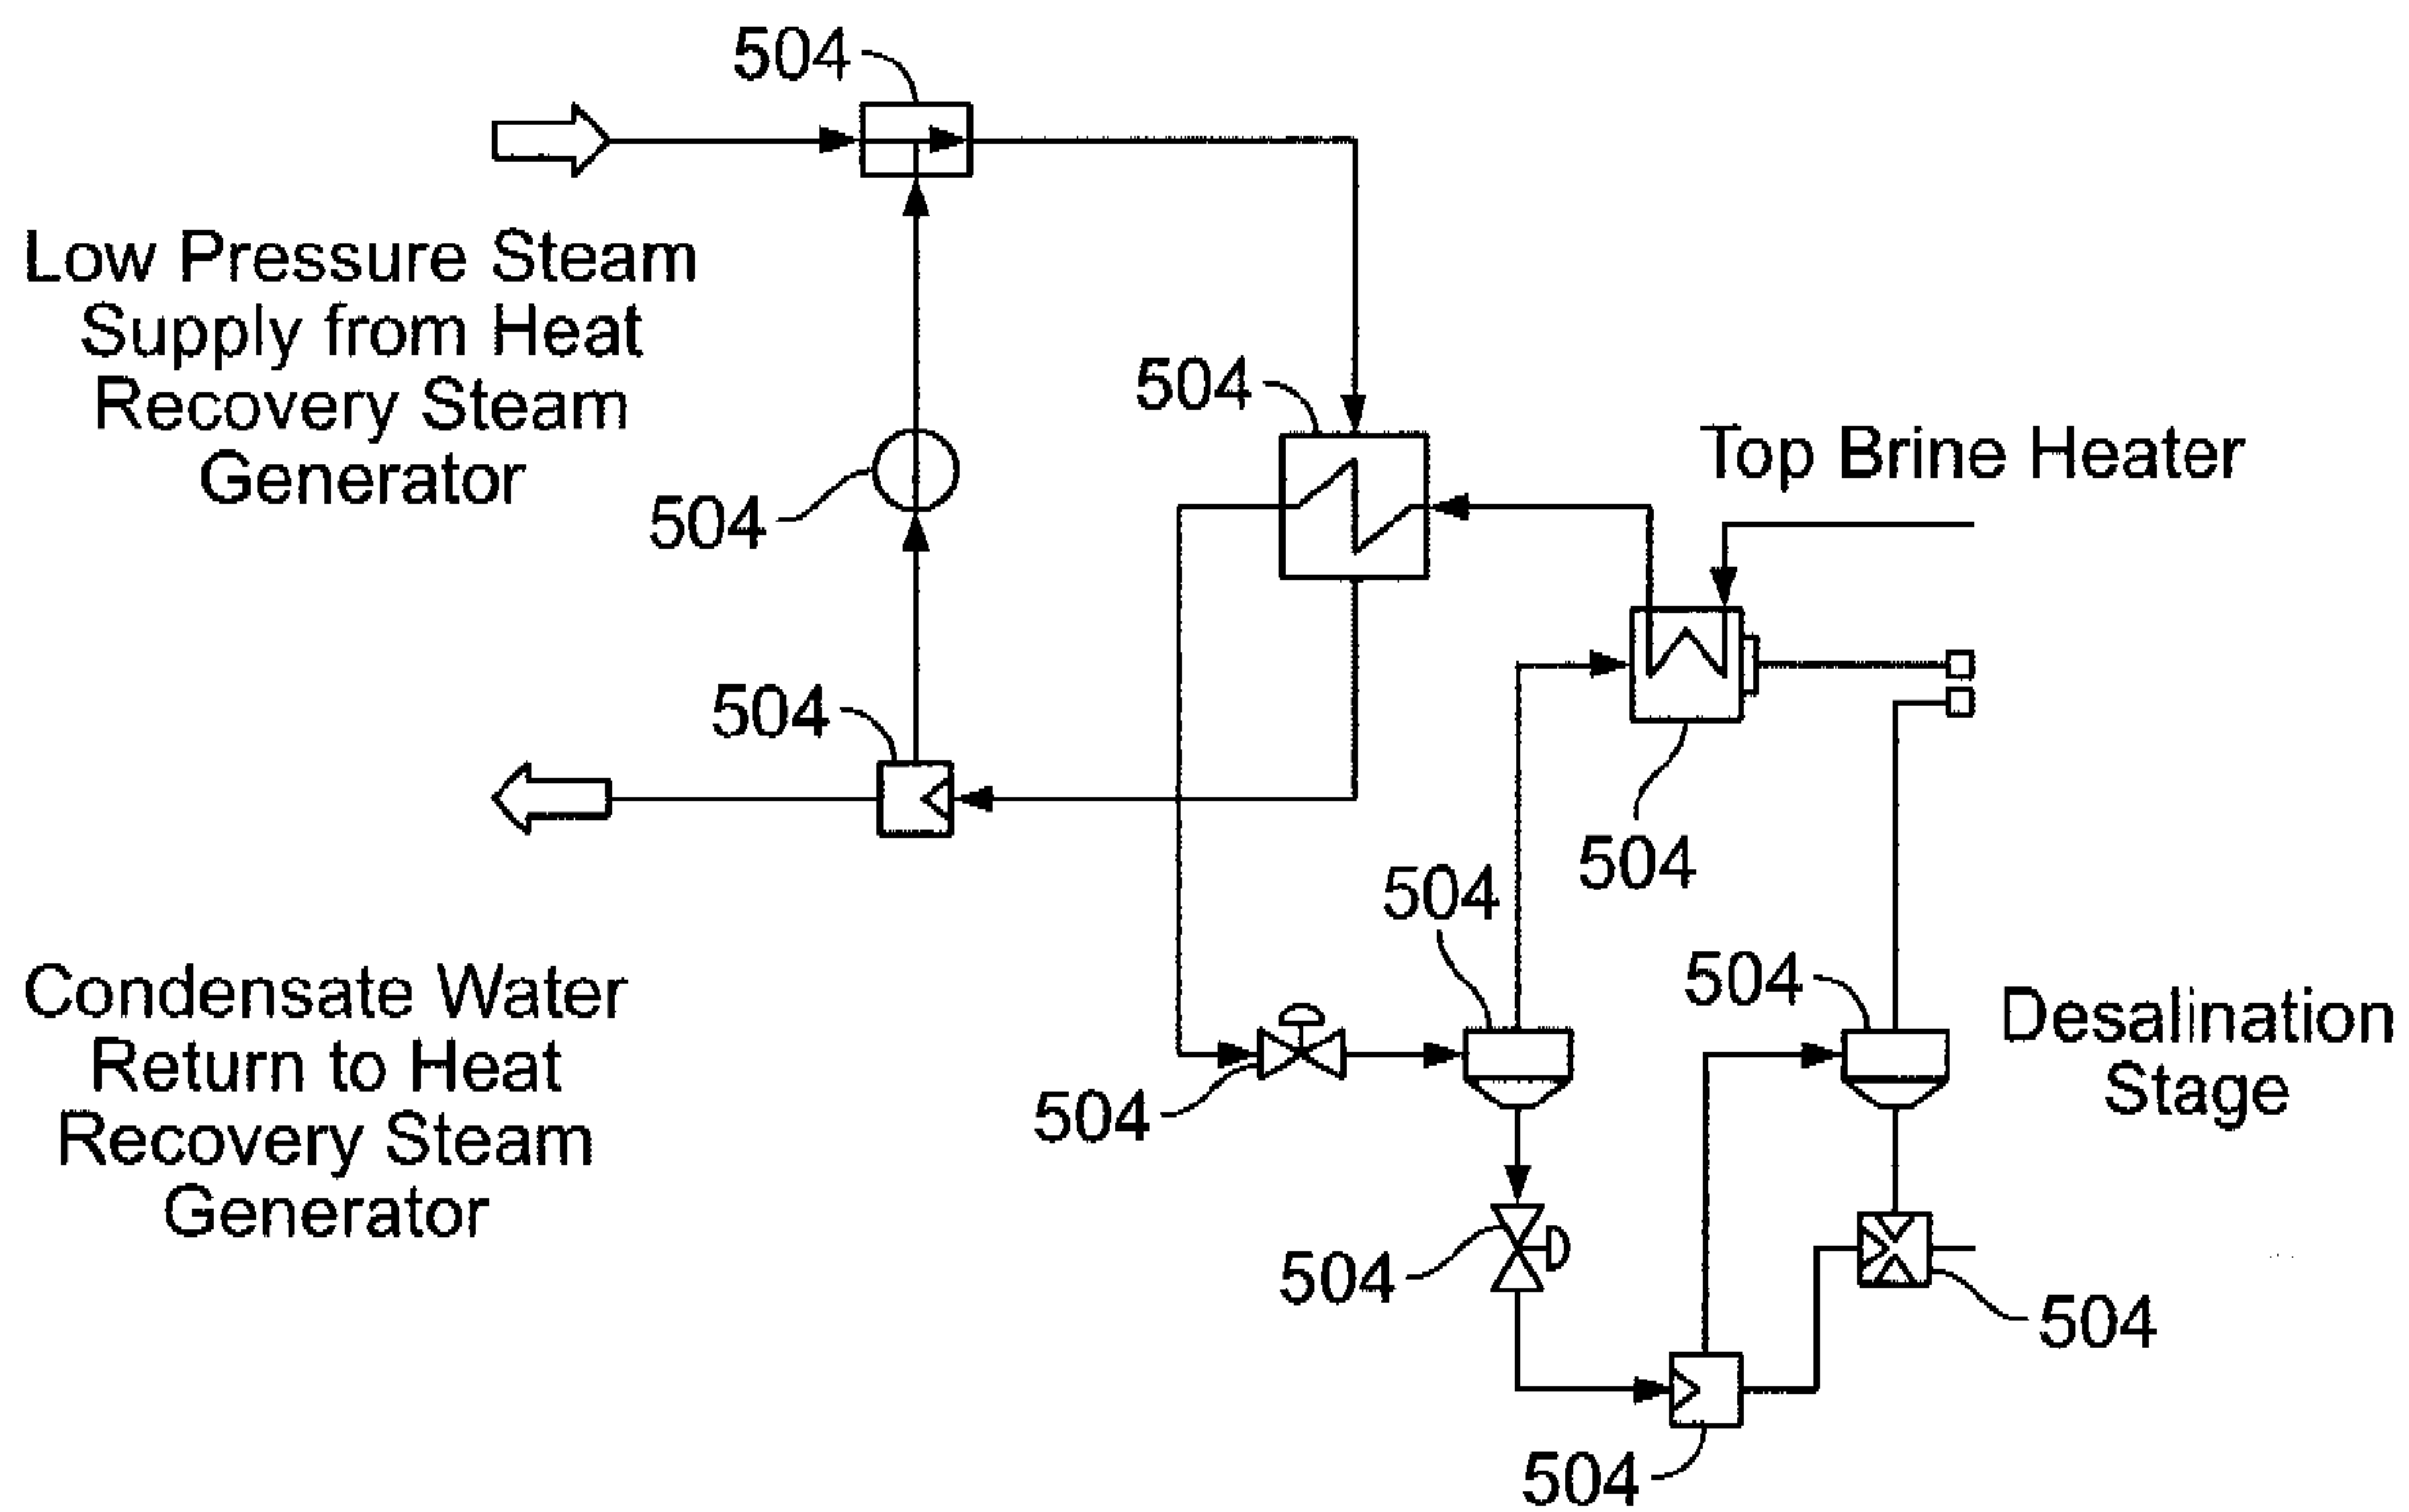 504
Low Pressure Steam
Supply from Heat
Recovery Steam
Generator
504
504
Top Brine Heater
504
504
504
504
Condensate Water
Return to Heat
Recovery Steam
Generator
Desalination
Stage
504
504
504
504